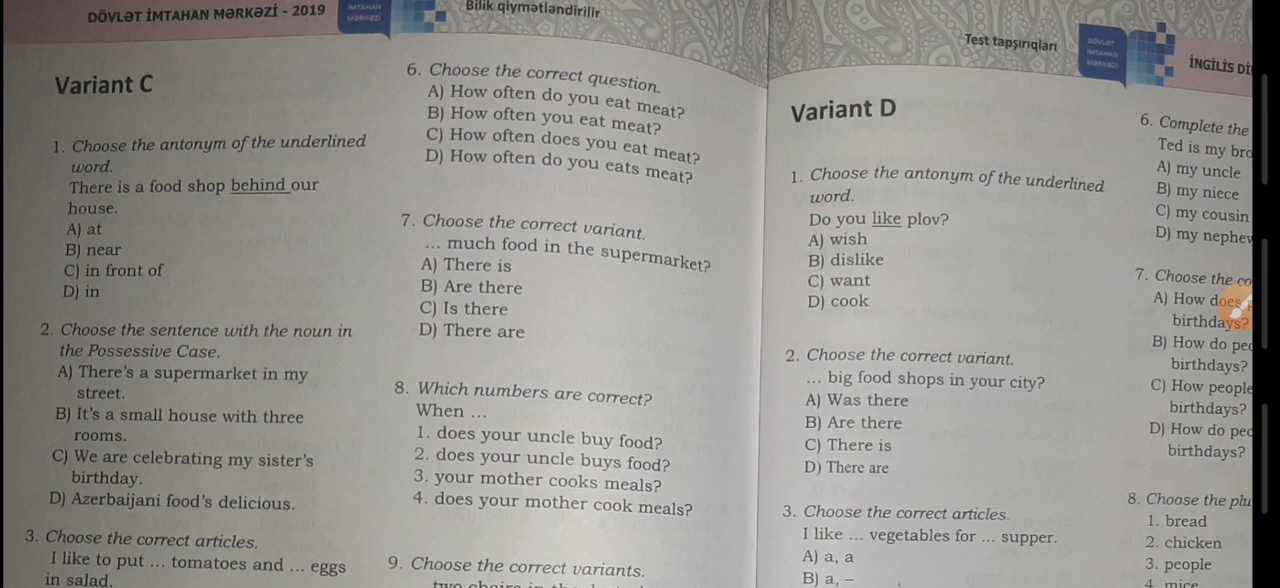 DÖVLƏT İMTAHAN MƏRKƏZİ - 2019
İMTAHAN
MƏRKƏZİ
Bilik qiymətləndirilir
Variant C
1. Choose the antonym of the underlined
word.
There is a food shop behind our
house.
A) at
B) near
C) in front of
D) in
2. Choose the sentence with the noun in
the Possessive Case.
A) There's a supermarket in my
street.
B) It's a small house with three
rooms.
C) We are celebrating my sister's
birthday.
D) Azerbaijani food's delicious.
3. Choose the correct articles.
I like to put ... tomatoes and ... eggs
in salad.
6. Choose the correct question.
A) How often do you eat meat?
B) How often you eat meat?
C) How often does you eat meat?
D) How often do you eats meat?
7. Choose the correct variant.
... much food in the supermarket?
A) There is
B) Are there
C) Is there
D) There are
8. Which numbers are correct?
When ...
1. does your uncle buy food?
2. does your uncle buys food?
3. your mother cooks meals?
4. does your mother cook meals?
9. Choose the correct variants.
Test tapşırıqları
DÖVLƏT
İMTAHAN
MƏRKƏZİ
İNGİLİS
Variant D
1. Choose the antonym of the underlined
word.
Do you like plov?
A) wish
B) dislike
C) want
D) cook
2. Choose the correct variant.
... big food shops in your city?
A) Was there
B) Are there
C) There is
D) There are
3. Choose the correct articles.
I like ... vegetables for ... supper.
A) a, a
B) a, –
6. Complete the
Ted is my
A) my uncle
B) my niece
C) my cousin
D) my
7. Choose the
A) How does
birthdays?
B) How do
birthdays?
C) How people
birthdays?
D) How do
birthdays?
8. Choose the
1. bread
2. chicken
3. people
4. mice